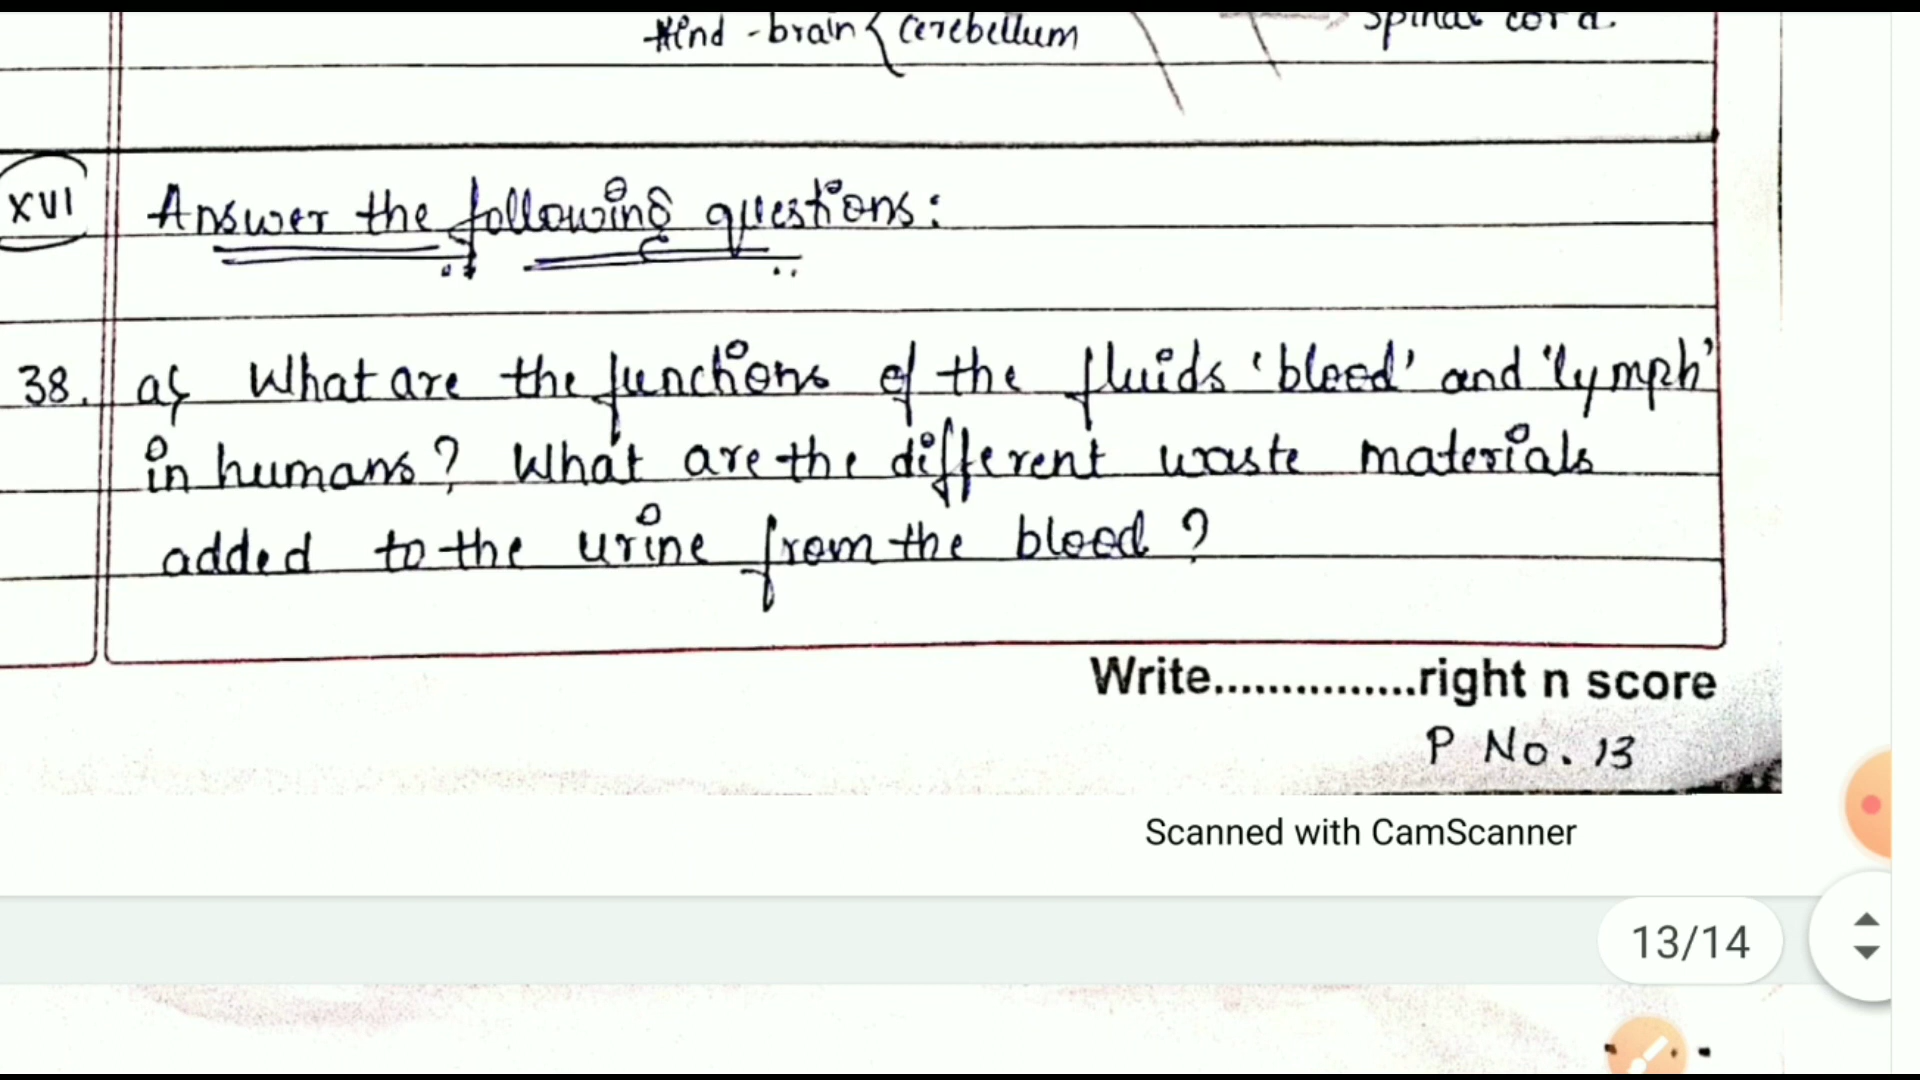 Hind-brain { Cerebellum
Spinal cord.
XVI Answer the following questions:
38. a) What are the functions of the fluids 'blood' and 'lymph'
in humans? What are the different waste materials
added to the urine from the blood?
Write...............right n score
P No. 13
Scanned with CamScanner
13/14